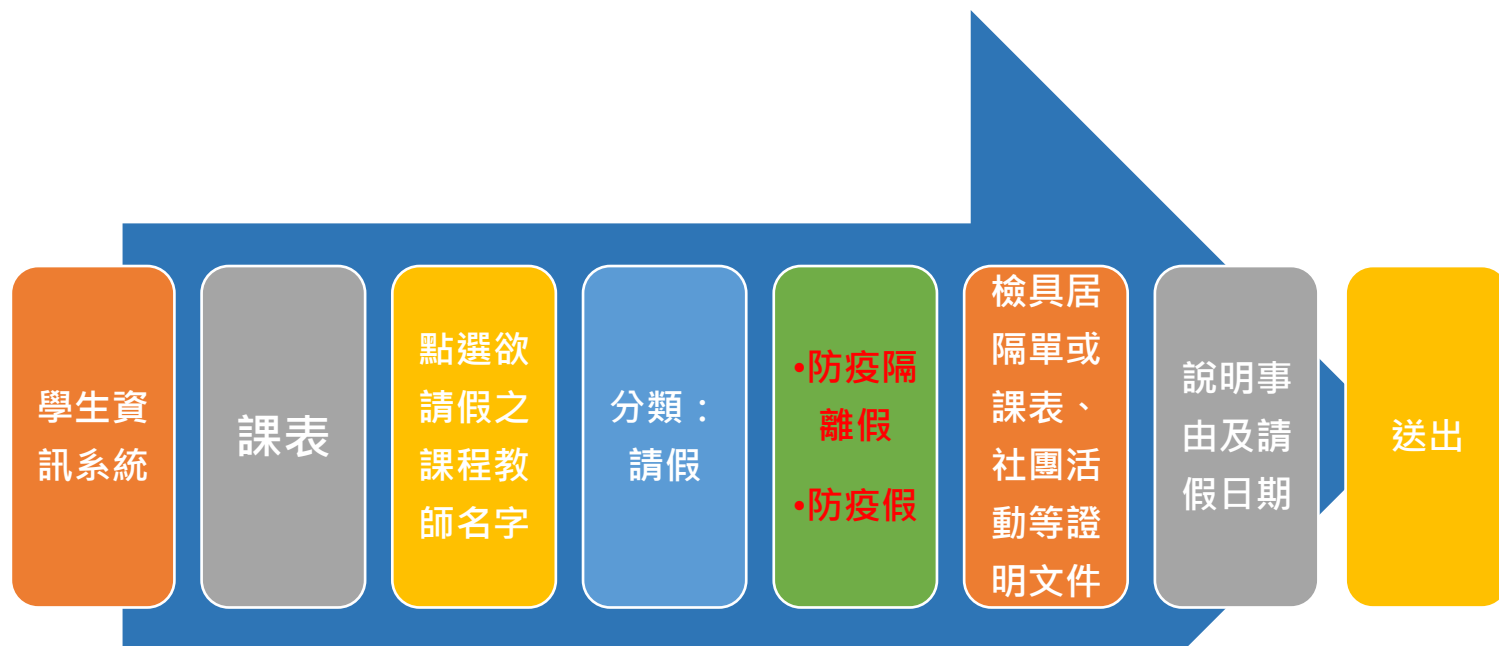 學生資
訊系統
課表
點選欲
請假之
課程教
師名字
分類：
請假
•防疫隔
離假
•防疫假
檢具居
隔單或
課表、
社團活
動等證
明文件
說明事
由及請
假日期
送出